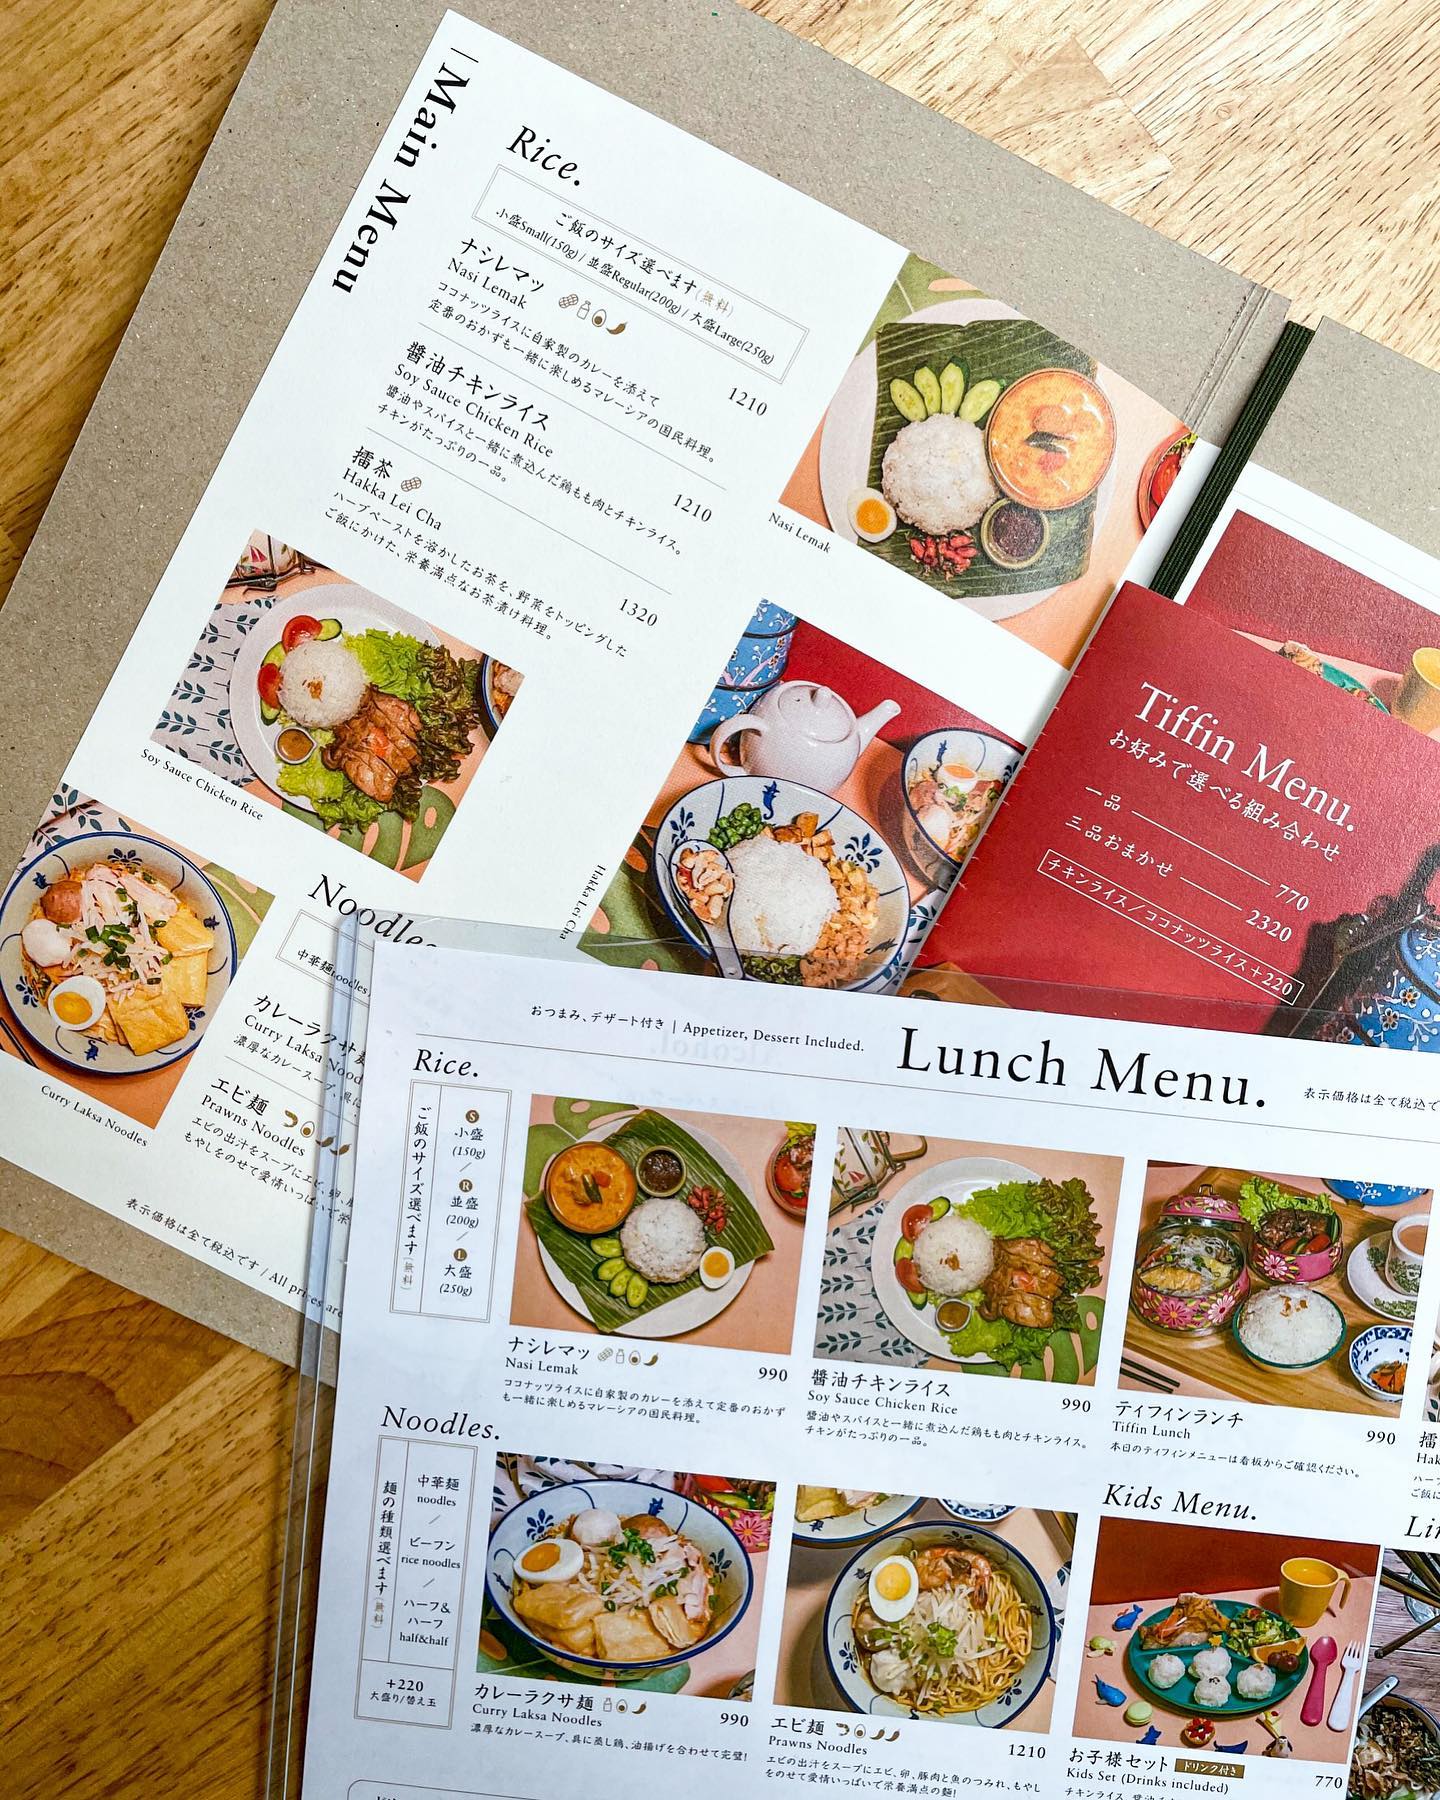 Main Menu
Rice.
ご飯のサイズ選べます(無料)
小盛Small(150g) / 並盛Regular(200g) / 大盛Large(250g)
ナシレマッ
Nasi Lemak
1210
ココナッツライスに自家製のカレーを添えて
定番のおかずも一緒に楽しめるマレーシアの国民料理。
醬油チキンライス
Soy Sauce Chicken Rice
1210
醬油やスパイスと一緒に煮込んだ鶏もも肉とチキンライス。
チキンがたっぷりの一品。
擂茶
Hakka Lei Cha
1320
ハーブペーストを溶かしたお茶を、野菜をトッピングした
ご飯にかけた、栄養満点なお茶漬け料理。
Nasi Lemak
Soy Sauce Chicken Rice
Hakka Lei Cha
Noodles
中華麺noodles
カレーラクサ麺
Curry Laksa Nood
濃厚なカレースープ、具に
エビ麺
Prawns Noodles
エビの出汁をスープにエビ、卵、
もやしをのせて愛情いっぱいで栄
Curry Laksa Noodles
表示価格は全て税込です / All prices are
Tiffin Menu.
お好みで選べる組み合わせ
一品 770
三品おまかせ 2320
チキンライス/ココナッツライス+220
おつまみ、デザート付き | Appetizer, Dessert Included.
Lunch Menu.
表示価格は全て税込で
Rice.
ご飯のサイズ選べます(無料)
S
小盛
(150g)
/
R
並盛
(200g)
/
L
大盛
(250g)
ナシレマッ
Nasi Lemak
990
ココナッツライスに自家製のカレーを添えて定番のおかず
も一緒に楽しめるマレーシアの国民料理。
醬油チキンライス
Soy Sauce Chicken Rice
990
醬油やスパイスと一緒に煮込んだ鶏もも肉とチキンライス。
チキンがたっぷりの一品。
ティフィンランチ
Tiffin Lunch
990
本日のティフィンメニューは看板からご確認ください。
擂
Hak
ハーブ
ご飯に
Noodles.
麺の種類選べます(無料)
中華麺
noodles
/
ビーフン
rice noodles
/
ハーフ&
ハーフ
half&half
+220
大盛り/替え玉
カレーラクサ麺
Curry Laksa Noodles
990
濃厚なカレースープ、具に蒸し鶏、油揚げを合わせて完璧!
エビ麺
Prawns Noodles
1210
エビの出汁をスープにエビ、卵、豚肉と魚のつみれ、もやし
をのせて愛情いっぱいで栄養満点の麺!
Kids Menu.
お子様セット ドリンク付き
Kids Set (Drinks included)
770